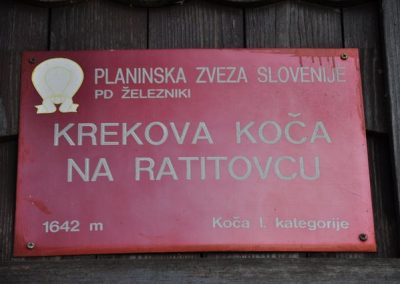 PLANINSKA ZVEZA SLOVENIJE
PD ŽELEZNIKI
KREKOVA KOČA
NA RATITOVCU
1642 m Koča I. kategorije